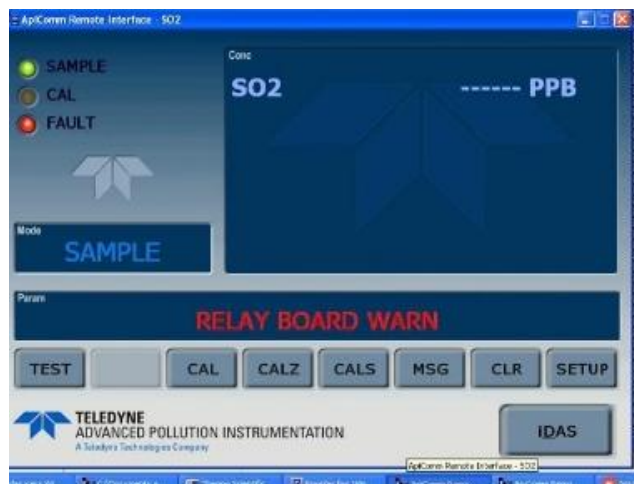 ApiComm Remote Interface - SO2
SAMPLE
CAL
FAULT
Conc
SO2 ------ PPB
Mode
SAMPLE
Param
RELAY BOARD WARN
TEST CAL CALZ CALS MSG CLR SETUP
TELEDYNE
ADVANCED POLLUTION INSTRUMENTATION
A Teledyne Technologies Company
iDAS
ApiComm Remote Interface - SO2